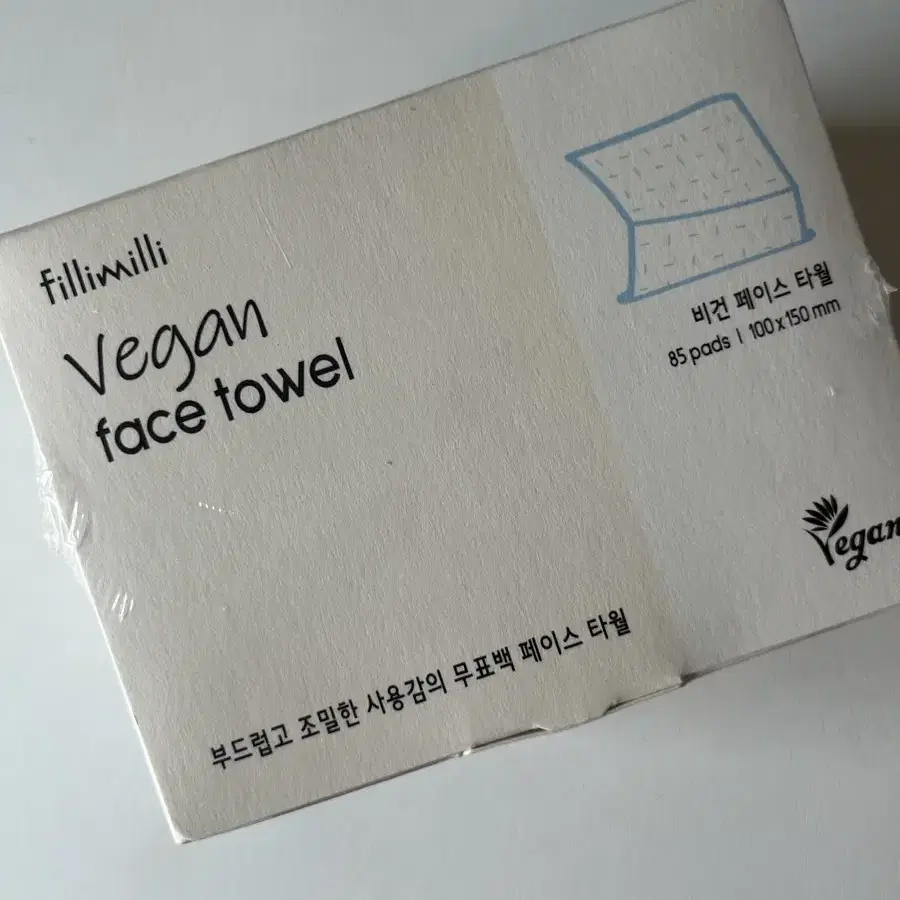 fillimilli
Vegan
face towel
비건 페이스 타월
85 pads | 100 x 150 mm
Vegan
부드럽고 조밀한 사용감의 무표백 페이스 타월